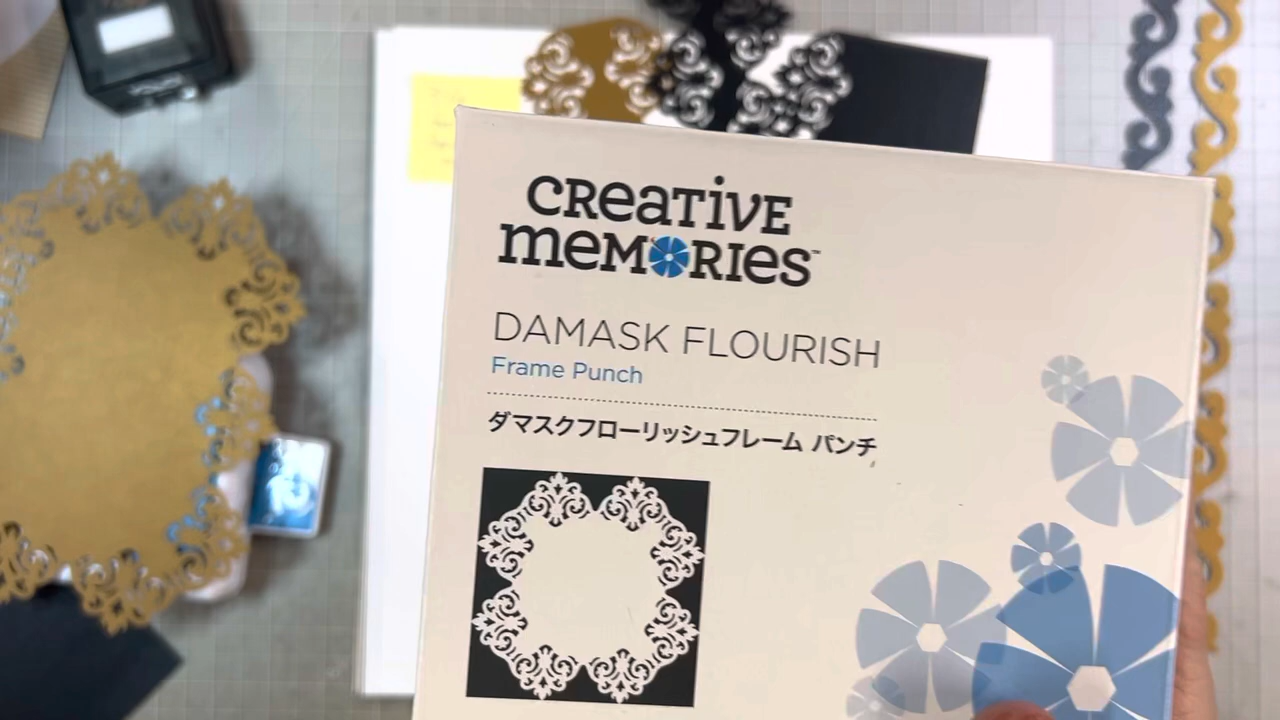 CREATIVE
MEMORIES™
DAMASK FLOURISH
Frame Punch
ダマスクフローリッシュフレーム パンチ